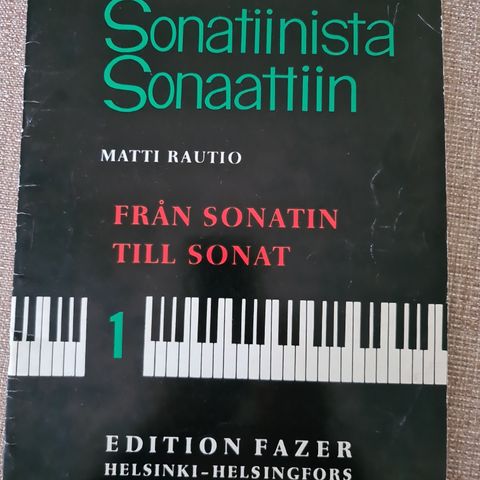 Sonatiinista
Sonaattiin
MATTI RAUTIO
FRÅN SONATIN
TILL SONAT
1
EDITION FAZER
HELSINKI-HELSINGFORS